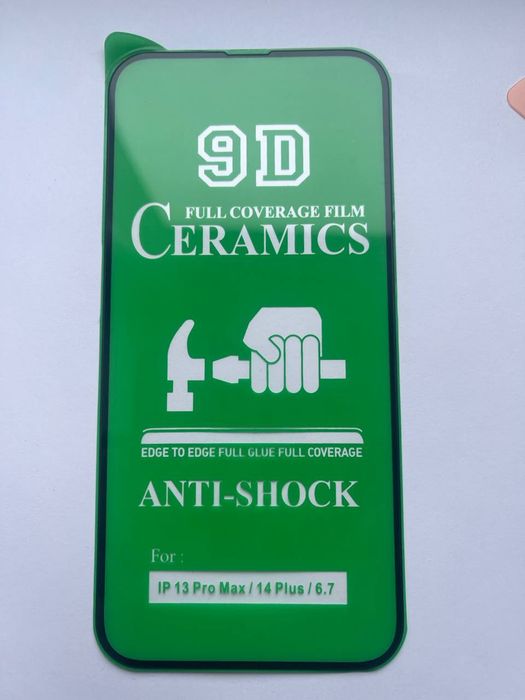 9D
FULL COVERAGE FILM
CERAMICS
EDGE TO EDGE FULL GLUE FULL COVERAGE
ANTI-SHOCK
For :
IP 13 Pro Max / 14 Plus / 6.7